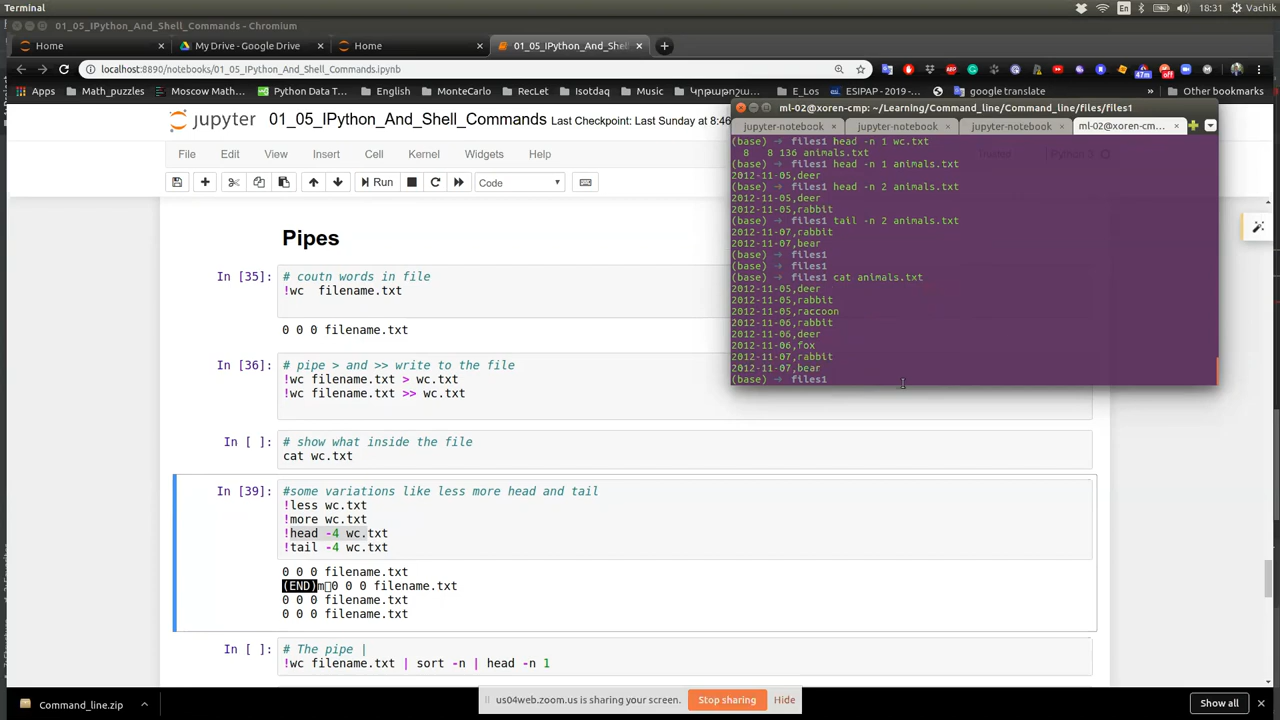 Terminal
En
18:31
Vachik
01_05_IPython_And_Shell_Commands - Chromium
Home
My Drive - Google Drive
Home
01_05_IPython_And_Shell
localhost:8890/notebooks/01_05_IPython_And_Shell_Commands.ipynb
47m
off
Apps
Math_puzzles
Moscow Math...
Python Data T...
English
MonteCarlo
RecLet
Isotdaq
Music
ESIPAP - 2019 -...
google translate
Other bookmarks
jupyter
01_05_IPython_And_Shell_Commands
Last Checkpoint: Last Sunday at 8:46
File
Edit
View
Insert
Cell
Kernel
Widgets
Help
Run
Code
ml-02@xoren-cmp: ~/Learning/Command_line/Command_line/files/files1
jupyter-notebook
jupyter-notebook
jupyter-notebook
ml-02@xoren-cm...
(base) → files1 head -n 1 wc.txt
8 8 136 animals.txt
(base) → files1 head -n 1 animals.txt
2012-11-05,deer
(base) → files1 head -n 2 animals.txt
2012-11-05,deer
2012-11-05,rabbit
(base) → files1 tail -n 2 animals.txt
2012-11-07,rabbit
2012-11-07,bear
(base) → files1
(base) → files1
(base) → files1 cat animals.txt
2012-11-05,deer
2012-11-05,rabbit
2012-11-05,raccoon
2012-11-06,rabbit
2012-11-06,deer
2012-11-06,fox
2012-11-07,rabbit
2012-11-07,bear
(base) → files1
Pipes
In [35]:
# coutn words in file
!wc filename.txt
0 0 0 filename.txt
In [36]:
# pipe > and >> write to the file
!wc filename.txt > wc.txt
!wc filename.txt >> wc.txt
In [ ]:
# show what inside the file
cat wc.txt
In [39]:
#some variations like less more head and tail
!less wc.txt
!more wc.txt
!head -4 wc.txt
!tail -4 wc.txt
0 0 0 filename.txt
(END)m 0 0 0 filename.txt
0 0 0 filename.txt
0 0 0 filename.txt
In [ ]:
# The pipe |
!wc filename.txt | sort -n | head -n 1
us04web.zoom.us is sharing your screen.
Stop sharing
Hide
Command_line.zip
Show all